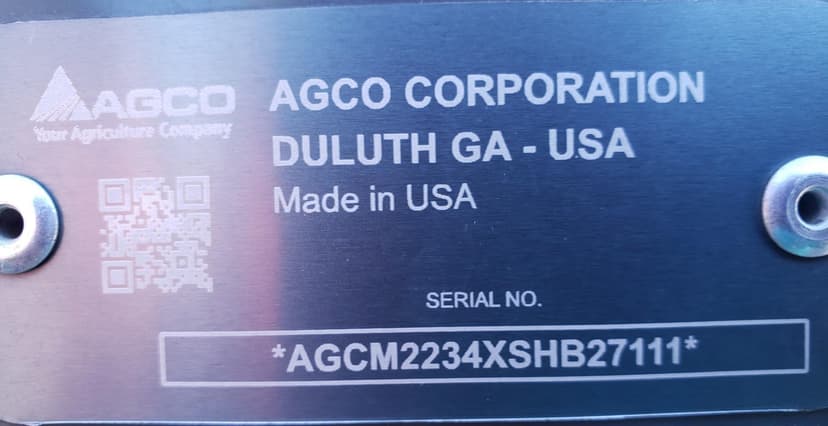 AGCO
Your Agriculture Company
AGCO CORPORATION
DULUTH GA - USA
Made in USA
SERIAL NO.
*AGCM2234XSHB27111*